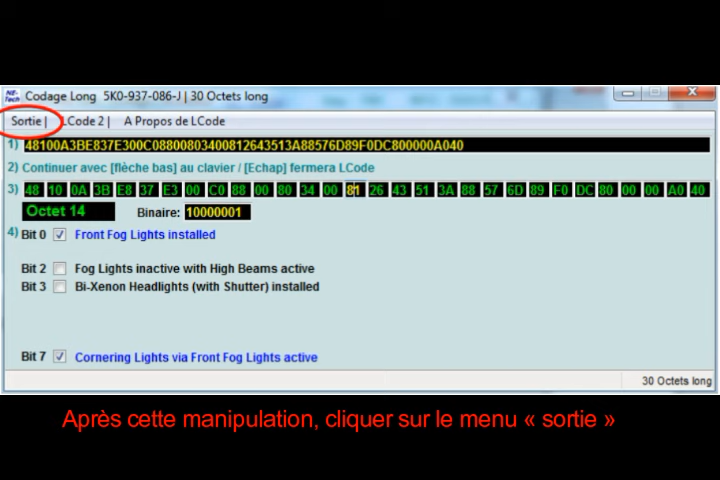 Codage Long 5K0-937-086-J | 30 Octets long
Sortie | LCode 2 | A Propos de LCode
1) 48100A3BE837E300C08800803400812643513A88576D89F0DC800000A040
2) Continuer avec [flèche bas] au clavier / [Echap] fermera LCode
3) 48 10 0A 3B E8 37 E3 00 C0 88 00 80 34 00 81 26 43 51 3A 88 57 6D 89 F0 DC 80 00 00 A0 40
Octet 14 Binaire: 10000001
4) Bit 0 Front Fog Lights installed
Bit 2 Fog Lights inactive with High Beams active
Bit 3 Bi-Xenon Headlights (with Shutter) installed
Bit 7 Cornering Lights via Front Fog Lights active
30 Octets long
Après cette manipulation, cliquer sur le menu « sortie »